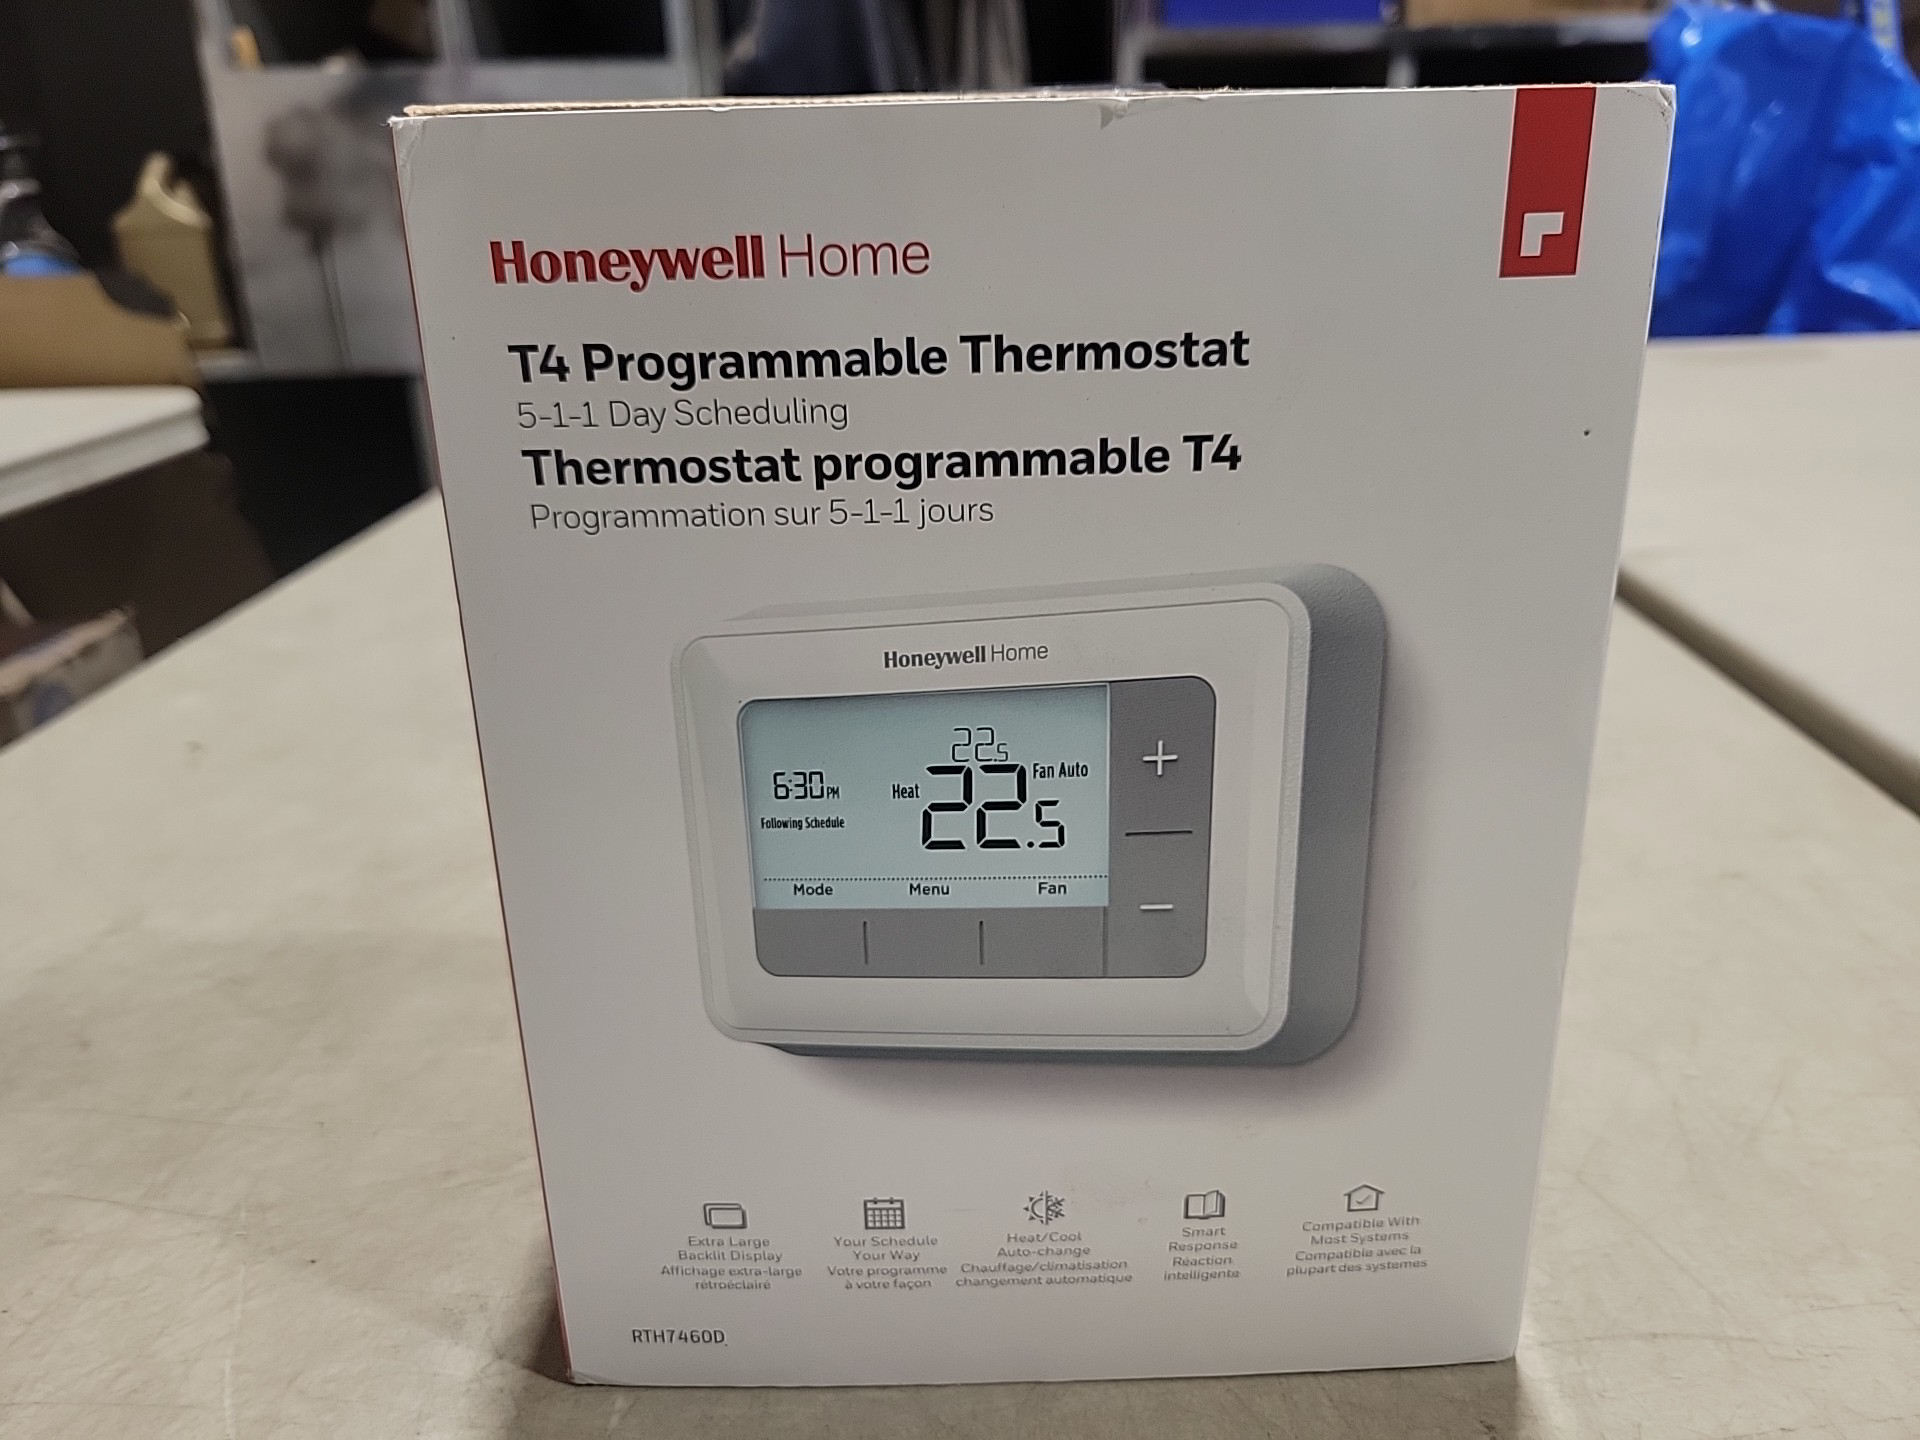 Honeywell Home
T4 Programmable Thermostat
5-1-1 Day Scheduling
Thermostat programmable T4
Programmation sur 5-1-1 jours
Honeywell Home
22.5
6:30 PM
Heat
22.5
Fan Auto
Following Schedule
Mode
Menu
Fan
Extra Large
Backlit Display
Affichage extra-large
rétroéclairé
Your Schedule
Your Way
Votre programme
à votre façon
Heat/Cool
Auto-change
Chauffage/climatisation
changement automatique
Smart
Response
Réaction
intelligente
Compatible With
Most Systems
Compatible avec la
plupart des systemes
RTH7460D